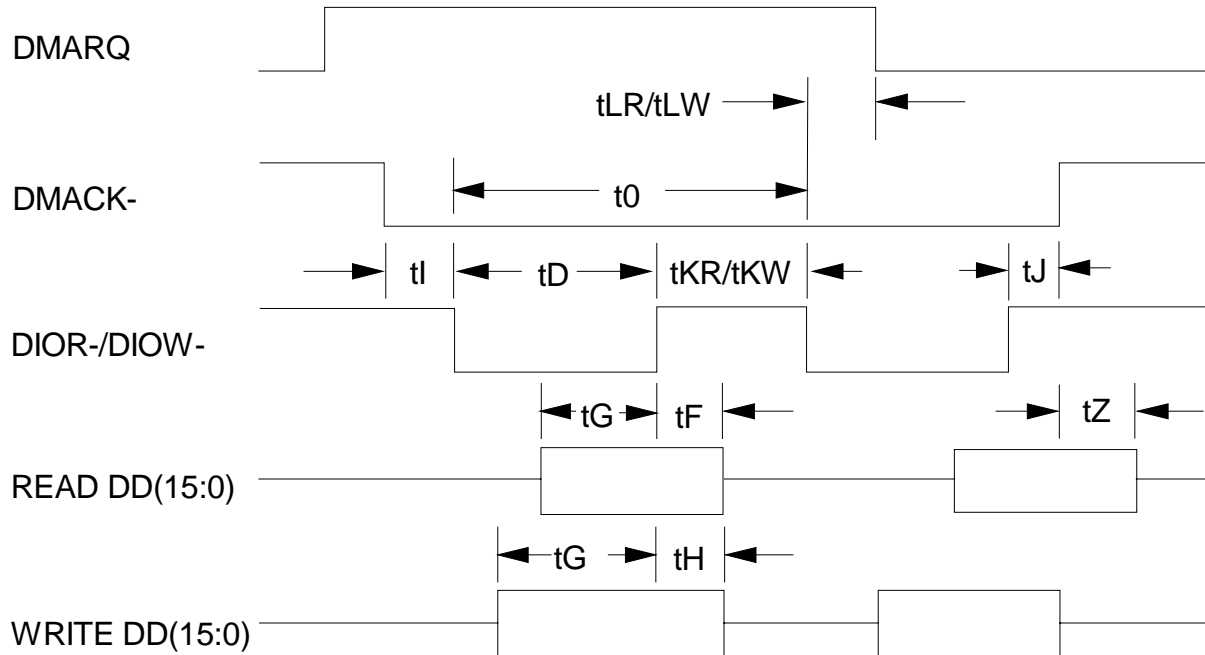 DMARQ
tLR/tLW
DMACK-
t0
tI
tD
tKR/tKW
tJ
DIOR-/DIOW-
tG
tF
tZ
READ DD(15:0)
tG
tH
WRITE DD(15:0)